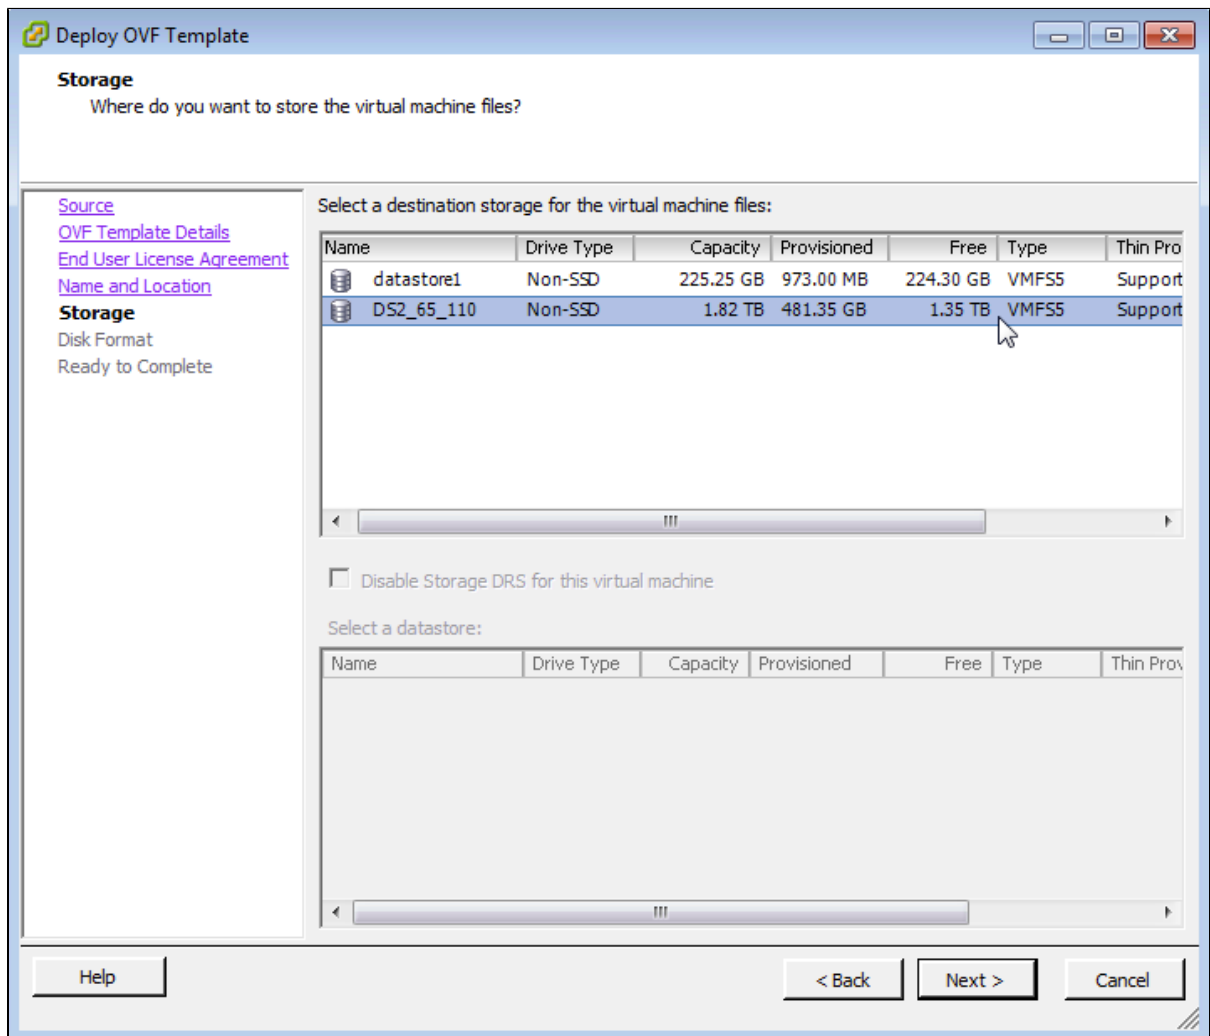 Deploy OVF Template
Storage
Where do you want to store the virtual machine files?
Source
OVF Template Details
End User License Agreement
Name and Location
Storage
Disk Format
Ready to Complete
Select a destination storage for the virtual machine files:
Name Drive Type Capacity Provisioned Free Type Thin Pro
datastore1 Non-SSD 225.25 GB 973.00 MB 224.30 GB VMFS5 Support
DS2_65_110 Non-SSD 1.82 TB 481.35 GB 1.35 TB VMFS5 Support
Disable Storage DRS for this virtual machine
Select a datastore:
Name Drive Type Capacity Provisioned Free Type Thin Prov
Help < Back Next > Cancel